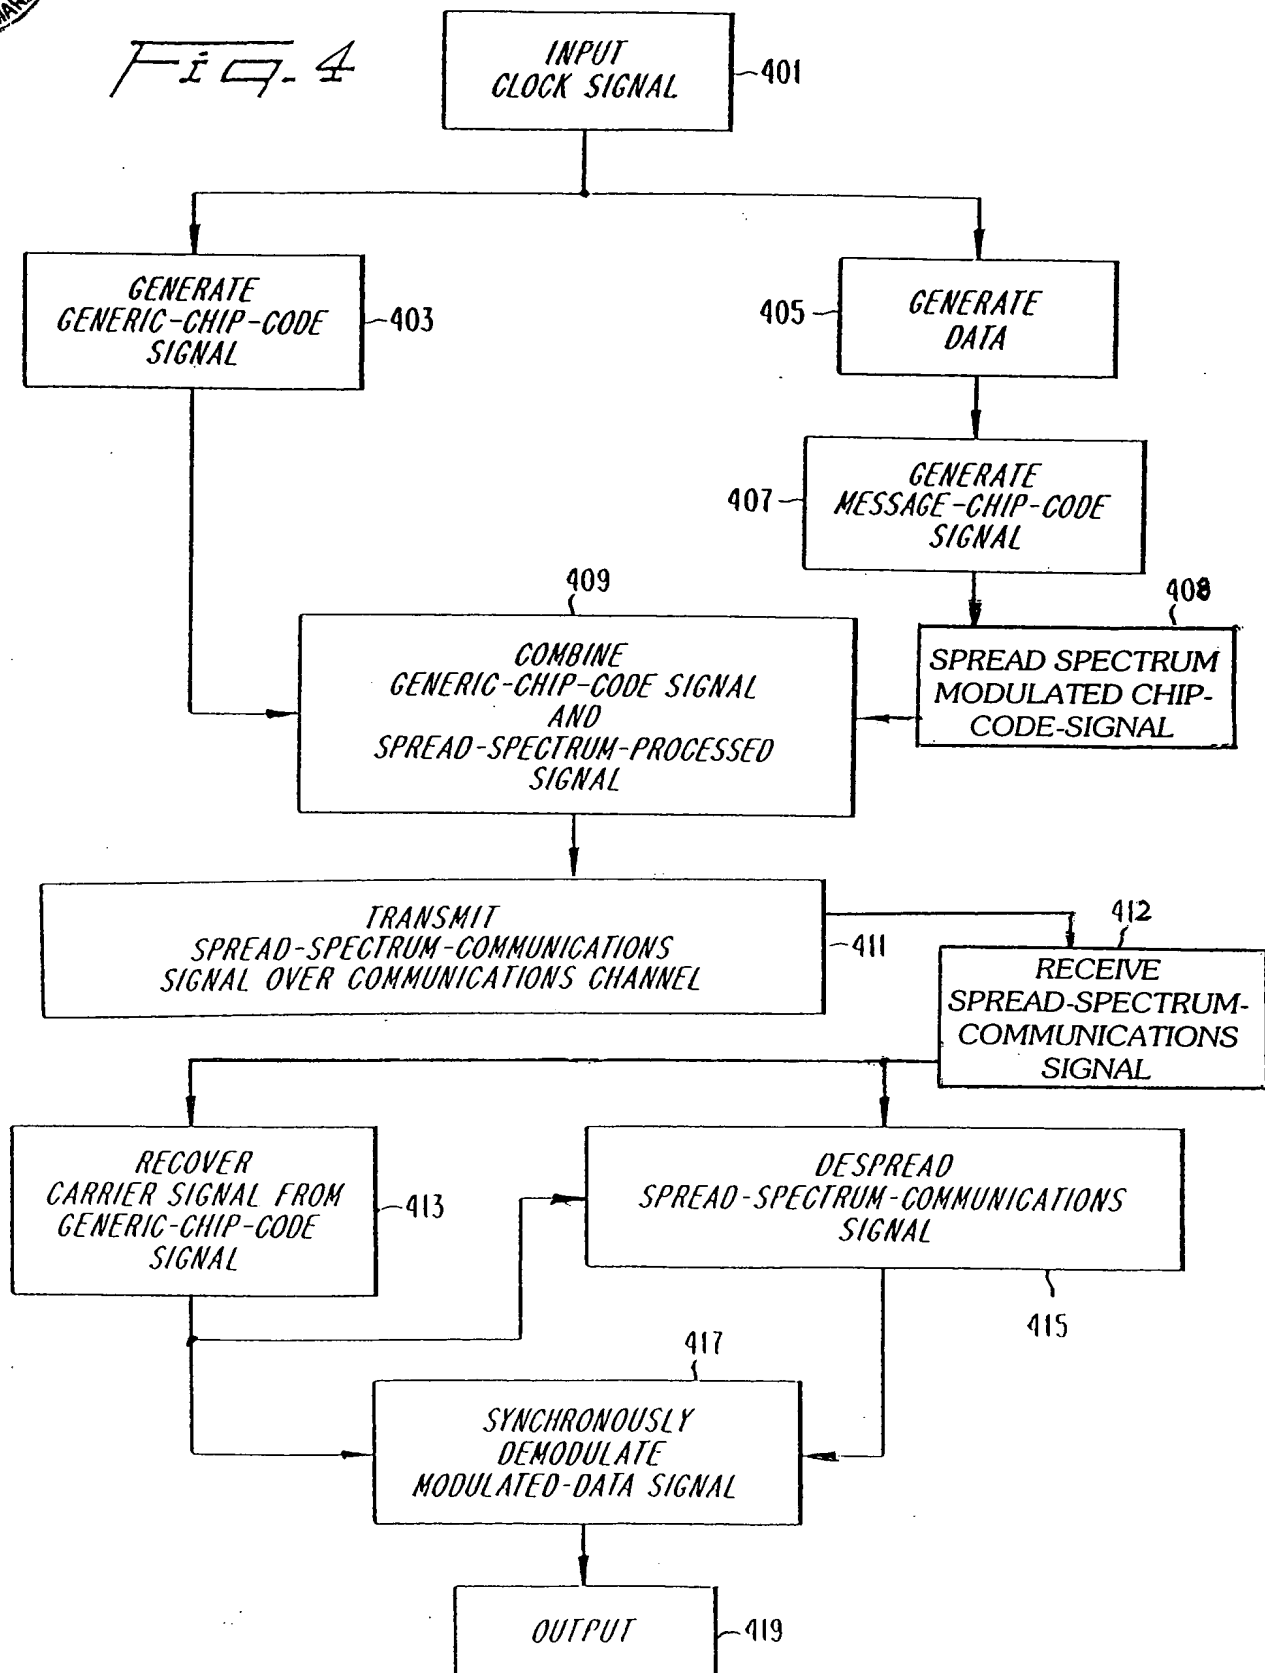 Fig. 4
INPUT
CLOCK SIGNAL
401
GENERATE
GENERIC-CHIP-CODE
SIGNAL
403
405
GENERATE
DATA
407
GENERATE
MESSAGE-CHIP-CODE
SIGNAL
408
SPREAD SPECTRUM
MODULATED CHIP-
CODE-SIGNAL
409
COMBINE
GENERIC-CHIP-CODE SIGNAL
AND
SPREAD-SPECTRUM-PROCESSED
SIGNAL
TRANSMIT
SPREAD-SPECTRUM-COMMUNICATIONS
SIGNAL OVER COMMUNICATIONS CHANNEL
411
412
RECEIVE
SPREAD-SPECTRUM-
COMMUNICATIONS
SIGNAL
RECOVER
CARRIER SIGNAL FROM
GENERIC-CHIP-CODE
SIGNAL
413
DESPREAD
SPREAD-SPECTRUM-COMMUNICATIONS
SIGNAL
415
417
SYNCHRONOUSLY
DEMODULATE
MODULATED-DATA SIGNAL
OUTPUT
419